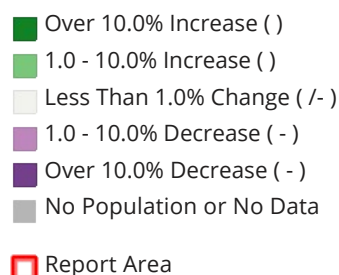 Over 10.0% Increase ( )
1.0 - 10.0% Increase ( )
Less Than 1.0% Change ( /- )
1.0 - 10.0% Decrease ( - )
Over 10.0% Decrease ( - )
No Population or No Data
Report Area